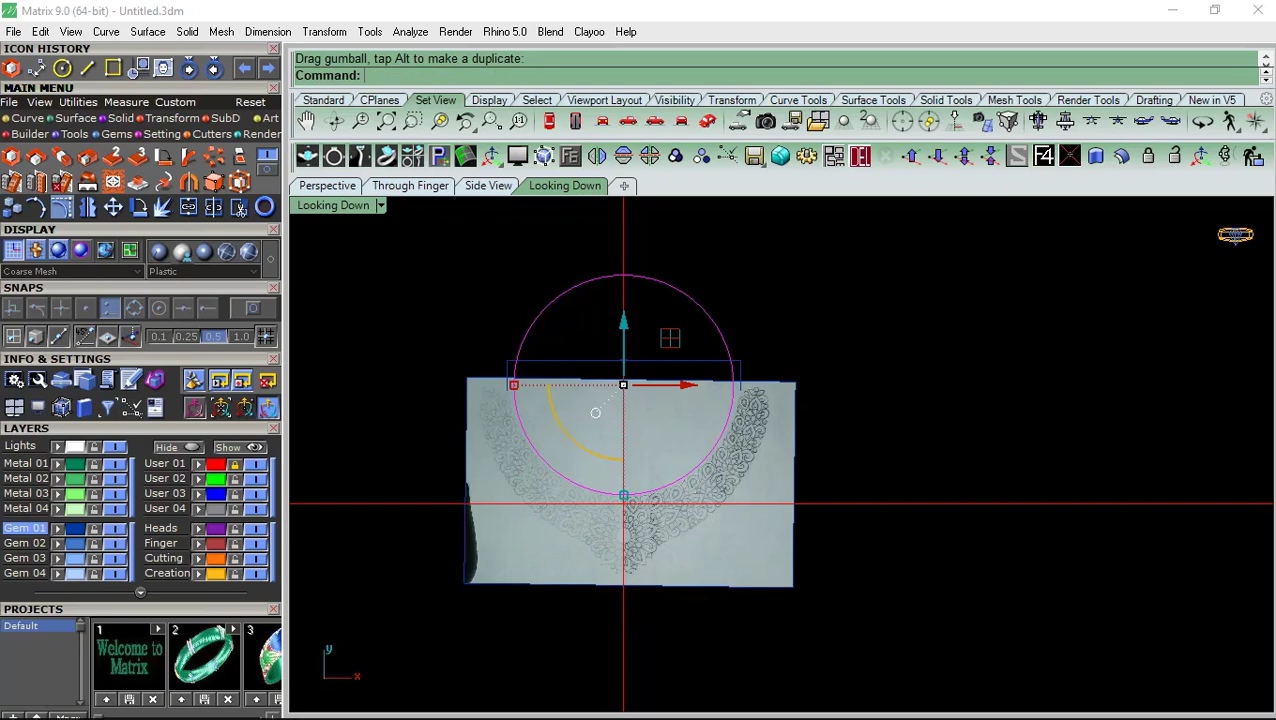 Matrix 9.0 (64-bit) - Untitled.3dm
File Edit View Curve Surface Solid Mesh Dimension Transform Tools Analyze Render Rhino 5.0 Blend Clayoo Help
ICON HISTORY
MAIN MENU
File View Utilities Measure Custom Reset
Curve Surface Solid Transform SubD Art
Builder Tools Gems Setting Cutters Render
DISPLAY
Coarse Mesh Plastic
SNAPS
0.1 0.25 0.5 1.0
INFO & SETTINGS
LAYERS
Lights Hide Show
Metal 01 User 01
Metal 02 User 02
Metal 03 User 03
Metal 04 User 04
Gem 01 Heads
Gem 02 Finger
Gem 03 Cutting
Gem 04 Creation
PROJECTS
Default
1 2 3
Welcome to
Matrix
Drag gumball, tap Alt to make a duplicate:
Command:
Standard CPlanes Set View Display Select Viewport Layout Visibility Transform Curve Tools Surface Tools Solid Tools Mesh Tools Render Tools Drafting New in V5
Perspective Through Finger Side View Looking Down
Looking Down
y
x